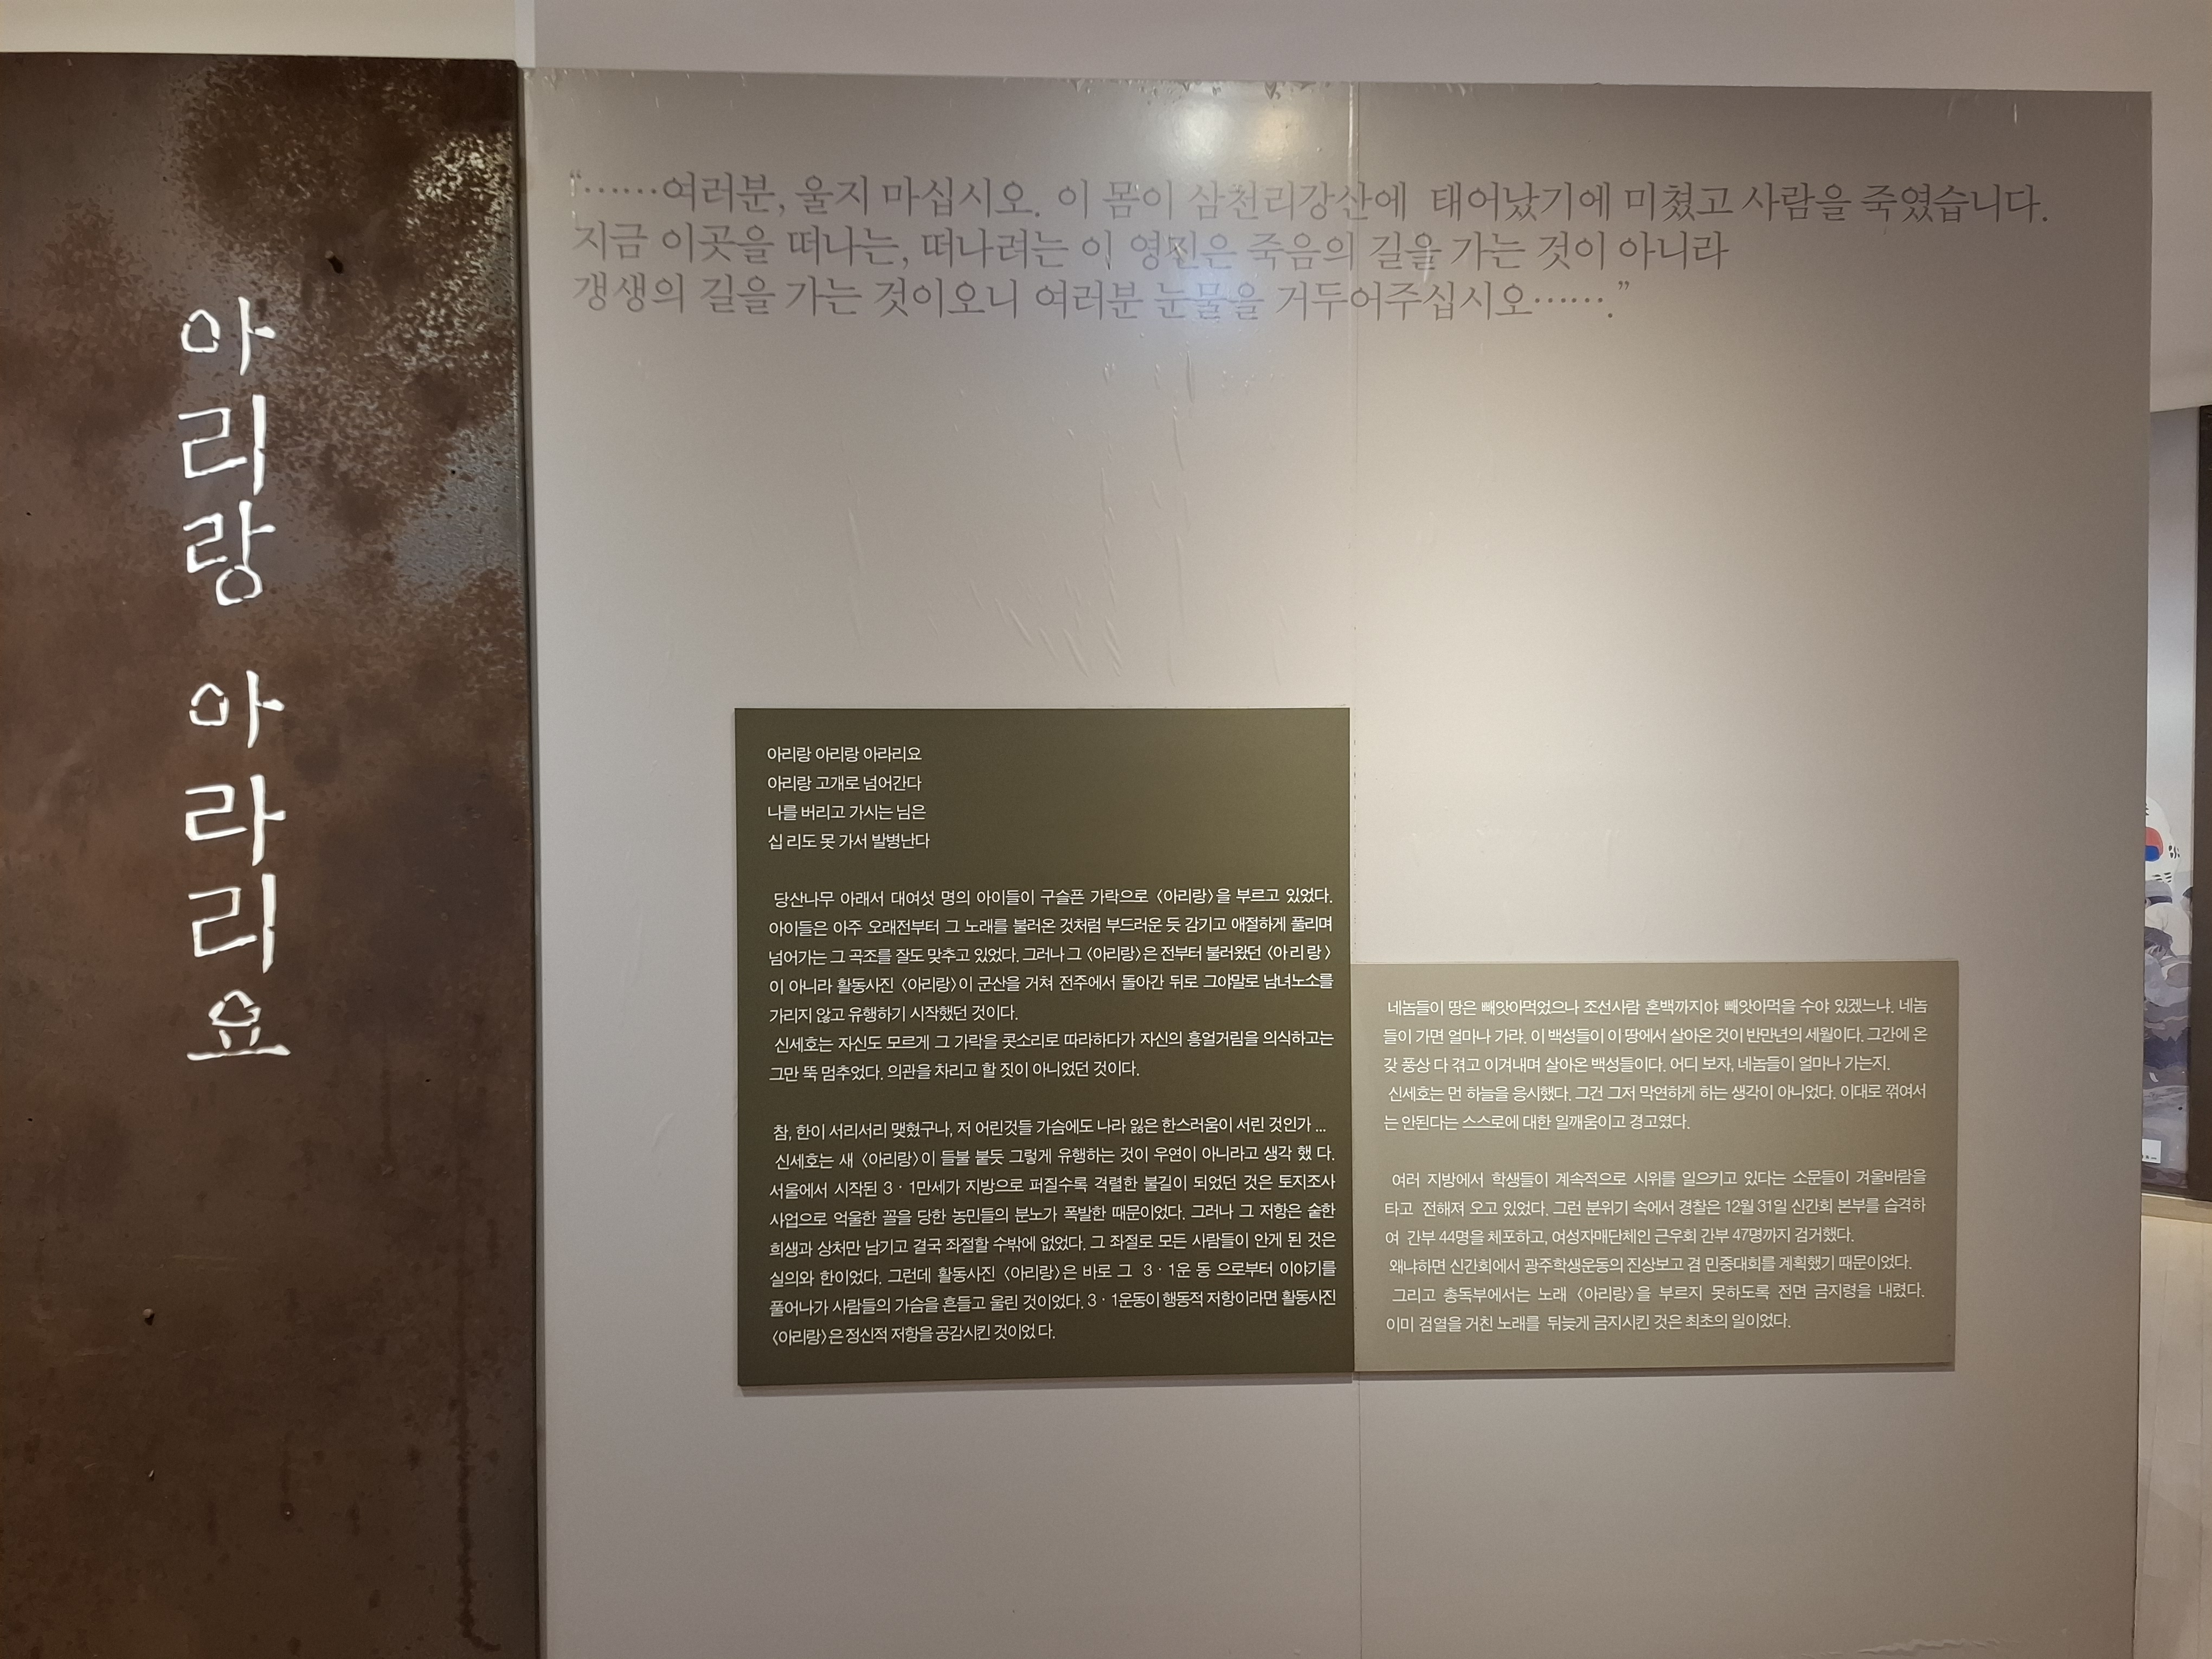 아리랑 아라리요
“……여러분, 울지 마십시오. 이 몸이 삼천리강산에 태어났기에 미쳤고 사람을 죽였습니다.
지금 이곳을 떠나는, 떠나려는 이 영진은 죽음의 길을 가는 것이 아니라
갱생의 길을 가는 것이오니 여러분 눈물을 거두어주십시오…….”
아리랑 아리랑 아라리요
아리랑 고개로 넘어간다
나를 버리고 가시는 님은
십 리도 못 가서 발병난다
당산나무 아래서 대여섯 명의 아이들이 구슬픈 가락으로 〈아리랑〉을 부르고 있었다.
아이들은 아주 오래전부터 그 노래를 불러온 것처럼 부드러운 듯 감기고 애절하게 풀리며
넘어가는 그 곡조를 잘도 맞추고 있었다. 그러나 그 〈아리랑〉은 전부터 불러왔던 〈아리랑〉
이 아니라 활동사진 〈아리랑〉이 군산을 거쳐 전주에서 돌아간 뒤로 그야말로 남녀노소를
가리지 않고 유행하기 시작했던 것이다.
신세호는 자신도 모르게 그 가락을 콧소리로 따라하다가 자신의 흥얼거림을 의식하고는
그만 뚝 멈추었다. 의관을 차리고 할 짓이 아니었던 것이다.
참, 한이 서리서리 맺혔구나, 저 어린것들 가슴에도 나라 잃은 한스러움이 서린 것인가 ...
신세호는 새 〈아리랑〉이 들불 붙듯 그렇게 유행하는 것이 우연이 아니라고 생각 했 다.
서울에서 시작된 3·1만세가 지방으로 퍼질수록 격렬한 불길이 되었던 것은 토지조사
사업으로 억울한 꼴을 당한 농민들의 분노가 폭발한 때문이었다. 그러나 그 저항은 숱한
희생과 상처만 남기고 결국 좌절할 수밖에 없었다. 그 좌절로 모든 사람들이 안게 된 것은
실의와 한이었다. 그런데 활동사진 〈아리랑〉은 바로 그 3·1운 동 으로부터 이야기를
풀어나가 사람들의 가슴을 흔들고 울린 것이었다. 3·1운동이 행동적 저항이라면 활동사진
〈아리랑〉은 정신적 저항을 공감시킨 것이었 다.
네놈들이 땅은 빼앗아먹었으나 조선사람 혼백까지야 빼앗아먹을 수야 있겠느냐. 네놈
들이 가면 얼마나 가랴. 이 백성들이 이 땅에서 살아온 것이 반만년의 세월이다. 그간에 온
갖 풍상 다 겪고 이겨내며 살아온 백성들이다. 어디 보자, 네놈들이 얼마나 가는지.
신세호는 먼 하늘을 응시했다. 그건 그저 막연하게 하는 생각이 아니었다. 이대로 꺾여서
는 안된다는 스스로에 대한 일깨움이고 경고였다.
여러 지방에서 학생들이 계속적으로 시위를 일으키고 있다는 소문들이 겨울바람을
타고 전해져 오고 있었다. 그런 분위기 속에서 경찰은 12월 31일 신간회 본부를 습격하
여 간부 44명을 체포하고, 여성자매단체인 근우회 간부 47명까지 검거했다.
왜냐하면 신간회에서 광주학생운동의 진상보고 겸 민중대회를 계획했기 때문이었다.
그리고 총독부에서는 노래 〈아리랑〉을 부르지 못하도록 전면 금지령을 내렸다.
이미 검열을 거친 노래를 뒤늦게 금지시킨 것은 최초의 일이었다.